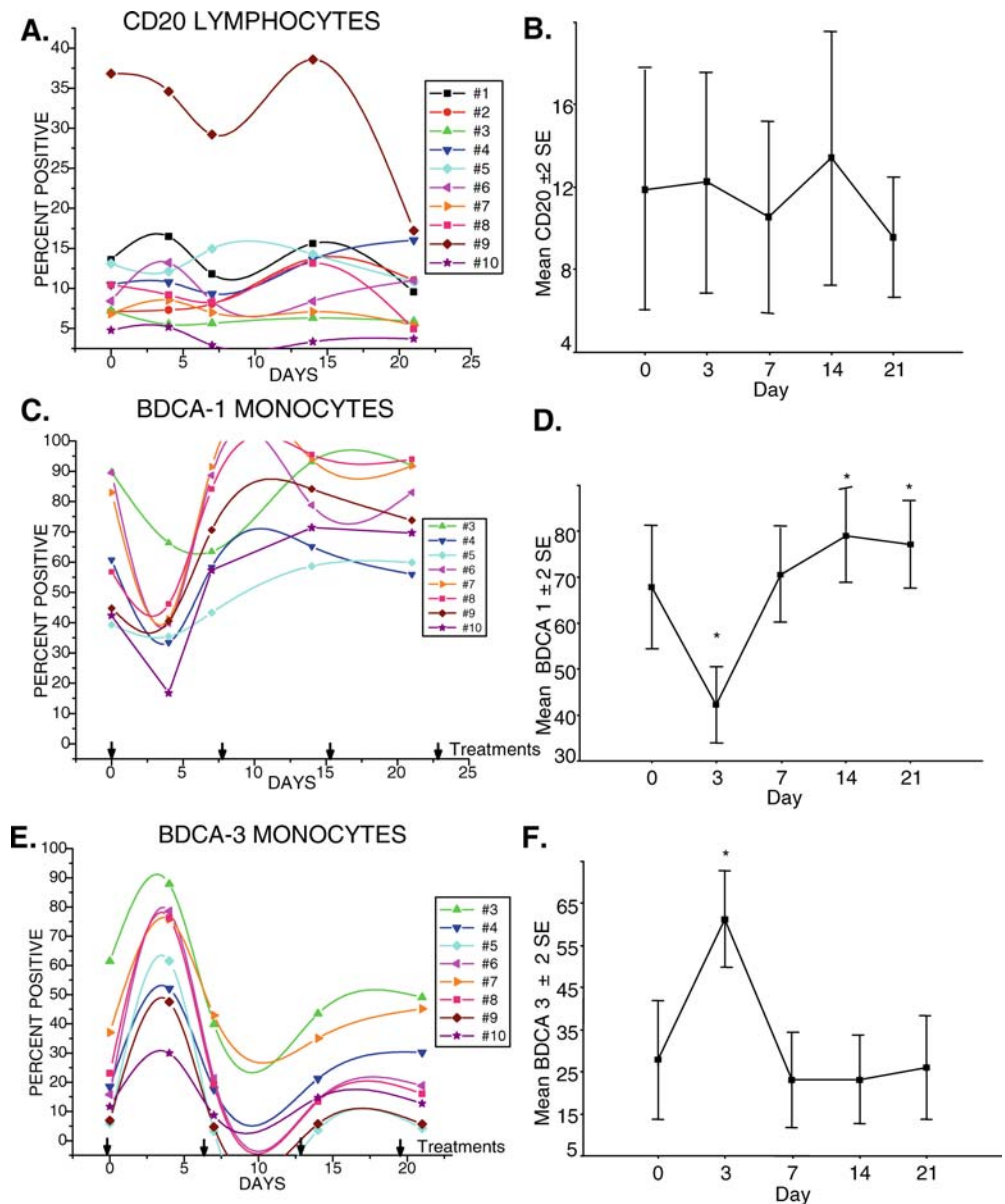 A.
CD20 LYMPHOCYTES
PERCENT POSITIVE
40
35
30
25
20
15
10
5
0 5 10 15 20 25
DAYS
#1
#2
#3
#4
#5
#6
#7
#8
#9
#10
B.
Mean CD20 ±2 SE
16
12
8
4
0 3 7 14 21
Day
C.
BDCA-1 MONOCYTES
PERCENT POSITIVE
100
90
80
70
60
50
40
30
20
10
0
#3
#4
#5
#6
#7
#8
#9
#10
Treatments
0 5 10 15 20 25
DAYS
D.
Mean BDCA 1 ± 2 SE
80
70
60
50
40
30
* * *
0 3 7 14 21
Day
E.
BDCA-3 MONOCYTES
PERCENT POSITIVE
100
90
80
70
60
50
40
30
20
10
0
#3
#4
#5
#6
#7
#8
#9
#10
Treatments
0 5 10 15 20
DAYS
F.
Mean BDCA 3 ± 2 SE
65
55
45
35
25
15
5
*
0 3 7 14 21
Day